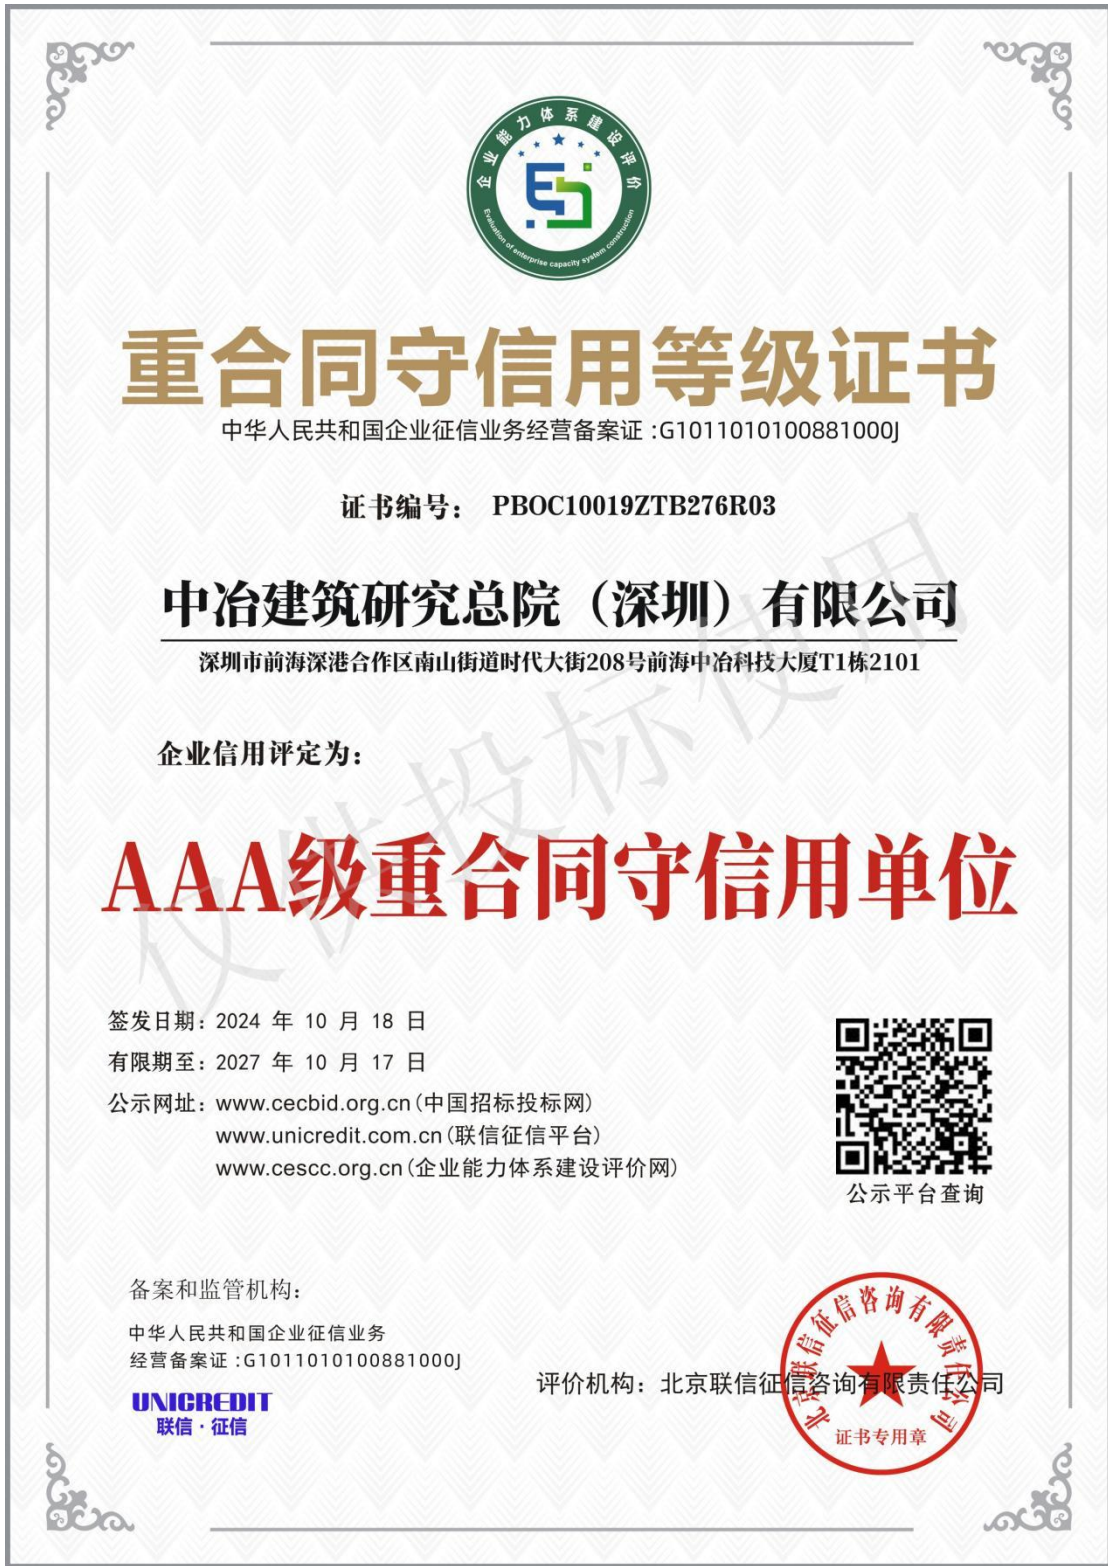 企业能力体系建设评价
Evaluation of enterprise capacity system construction
重合同守信用等级证书
中华人民共和国企业征信业务经营备案证 :G1011010100881000J
证书编号： PBOC10019ZTB276R03
中冶建筑研究总院（深圳）有限公司
深圳市前海深港合作区南山街道时代大街208号前海中冶科技大厦T1栋2101
企业信用评定为：
AAA级重合同守信用单位
仅供投标使用
签发日期：2024 年 10 月 18 日
有限期至：2027 年 10 月 17 日
公示网址：www.cecbid.org.cn(中国招标投标网)
www.unicredit.com.cn(联信征信平台)
www.cescc.org.cn(企业能力体系建设评价网)
公示平台查询
备案和监管机构：
中华人民共和国企业征信业务
经营备案证 :G1011010100881000J
UNICREDIT
联信·征信
评价机构：北京联信征信咨询有限责任公司
北京联信征信咨询有限责任公司
证书专用章